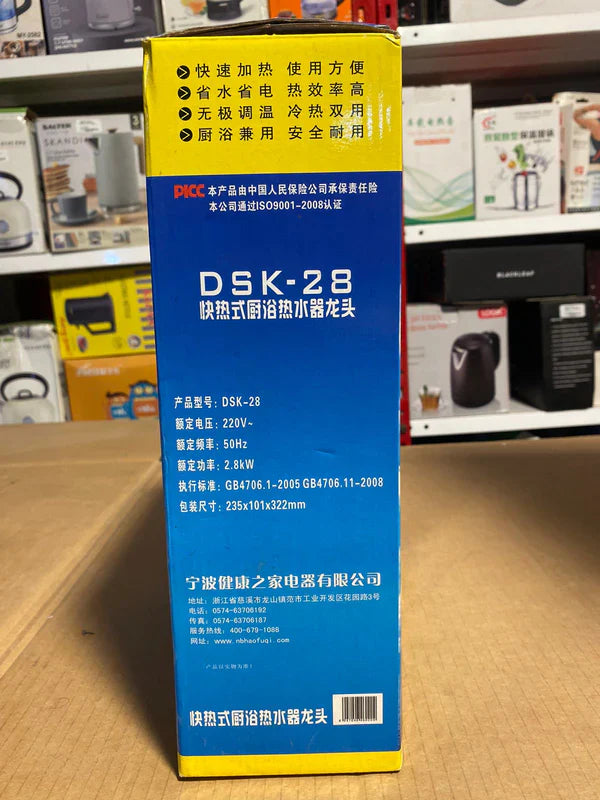 快速加热 使用方便
省水省电 热效率高
无极调温 冷热双用
厨浴兼用 安全耐用
PICC 本产品由中国人民保险公司承保责任险
本公司通过ISO9001-2008认证
DSK-28
快热式厨浴热水器龙头
产品型号: DSK-28
额定电压: 220V~
额定频率: 50Hz
额定功率: 2.8kW
执行标准: GB4706.1-2005 GB4706.11-2008
包装尺寸: 235x101x322mm
宁波健康之家电器有限公司
地址: 浙江省慈溪市龙山镇范市工业开发区花园路3号
电话: 0574-63706192
传真: 0574-63706187
服务热线: 400-679-1088
网址: www.nbhaofuqi.com
产品以实物为准!
快热式厨浴热水器龙头
SALTER
SKANDI
BLACKLEAF
LOGIK